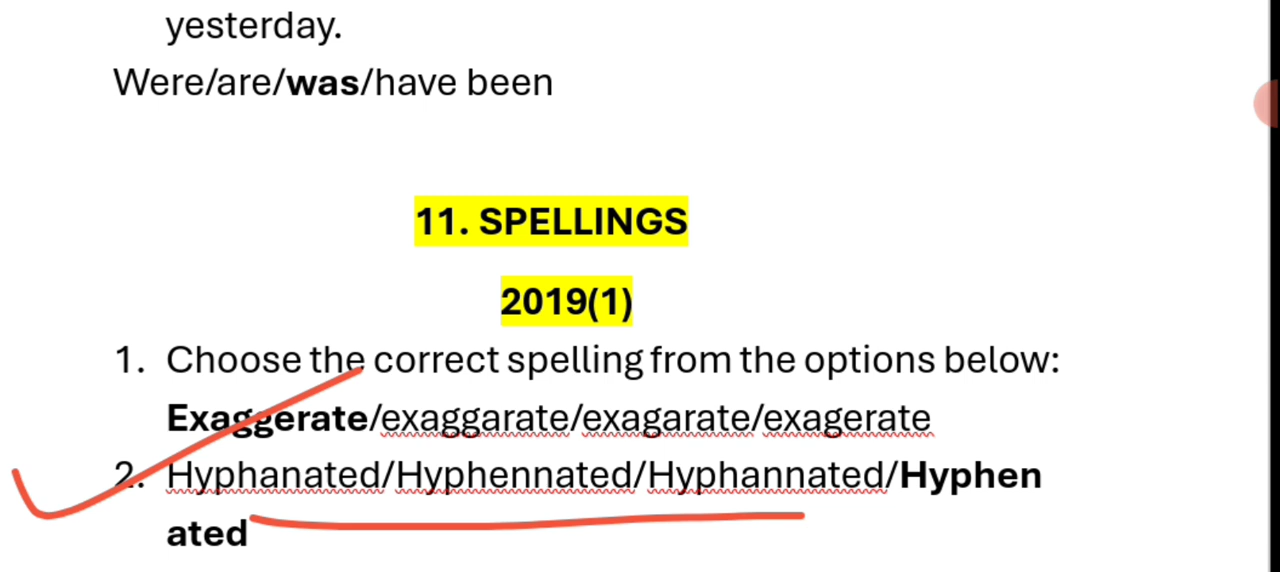 yesterday.
Were/are/was/have been
11. SPELLINGS
2019(1)
1. Choose the correct spelling from the options below:
Exaggerate/exaggarate/exagarate/exagerate
2. Hyphanated/Hyphennated/Hyphannated/Hyphen
ated